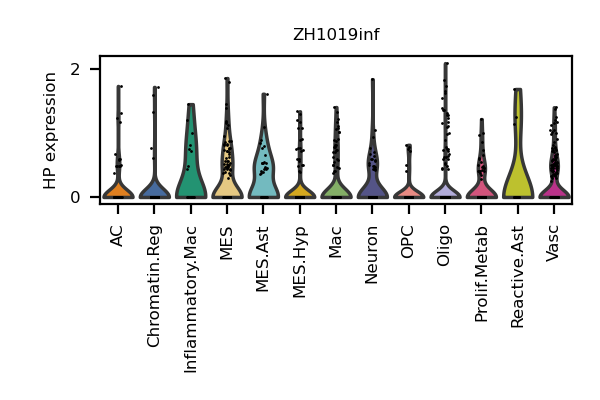 ZH1019inf
HP expression
2
0
AC
Chromatin.Reg
Inflammatory.Mac
MES
MES.Ast
MES.Hyp
Mac
Neuron
OPC
Oligo
Prolif.Metab
Reactive.Ast
Vasc